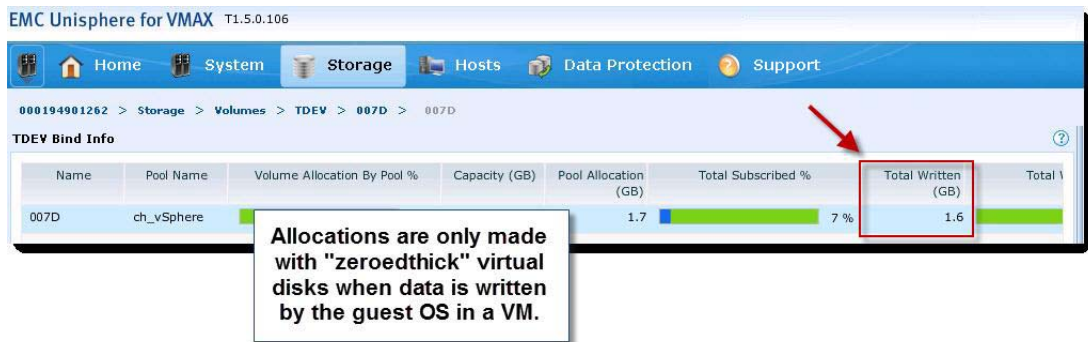 EMC Unisphere for VMAX T1.5.0.106
Home System Storage Hosts Data Protection Support
000194901262 > Storage > Volumes > TDEV > 007D > 007D
TDEV Bind Info
Name Pool Name Volume Allocation By Pool % Capacity (GB) Pool Allocation (GB) Total Subscribed % Total Written (GB) Total
007D ch_vSphere 1.7 7 % 1.6
Allocations are only made
with "zeroedthick" virtual
disks when data is written
by the guest OS in a VM.